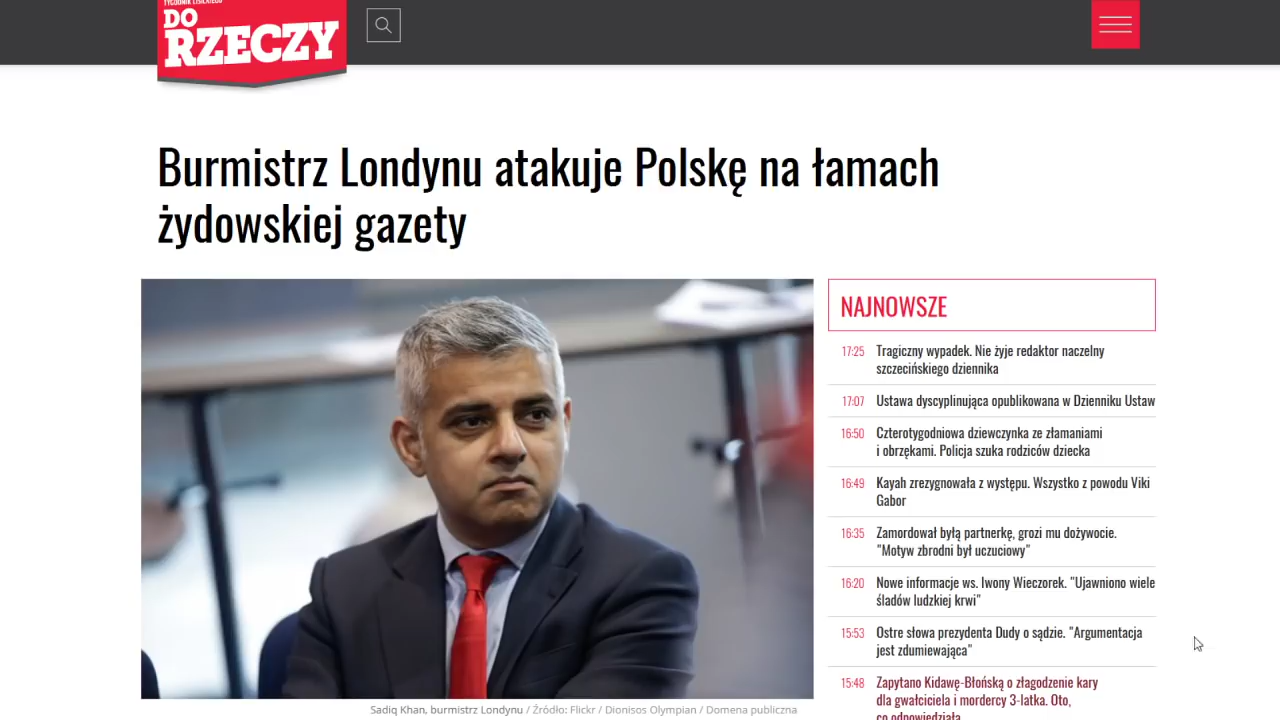 TYGODNIK LISICKIEGO
DO
RZECZY
Burmistrz Londynu atakuje Polskę na łamach
żydowskiej gazety
NAJNOWSZE
17:25 Tragiczny wypadek. Nie żyje redaktor naczelny
szczecińskiego dziennika
17:07 Ustawa dyscyplinująca opublikowana w Dzienniku Ustaw
16:50 Czterotygodniowa dziewczynka ze złamaniami
i obrzękami. Policja szuka rodziców dziecka
16:49 Kayah zrezygnowała z występu. Wszystko z powodu Viki
Gabor
16:35 Zamordował byłą partnerkę, grozi mu dożywocie.
"Motyw zbrodni był uczuciowy"
16:20 Nowe informacje ws. Iwony Wieczorek. "Ujawniono wiele
śladów ludzkiej krwi"
15:53 Ostre słowa prezydenta Dudy o sądzie. "Argumentacja
jest zdumiewająca"
15:48 Zapytano Kidawę-Błońską o złagodzenie kary
dla gwałciciela i mordercy 3-latka. Oto,
co odpowiedziała
Sadiq Khan, burmistrz Londynu / Źródło: Flickr / Dionisos Olympian / Domena publiczna